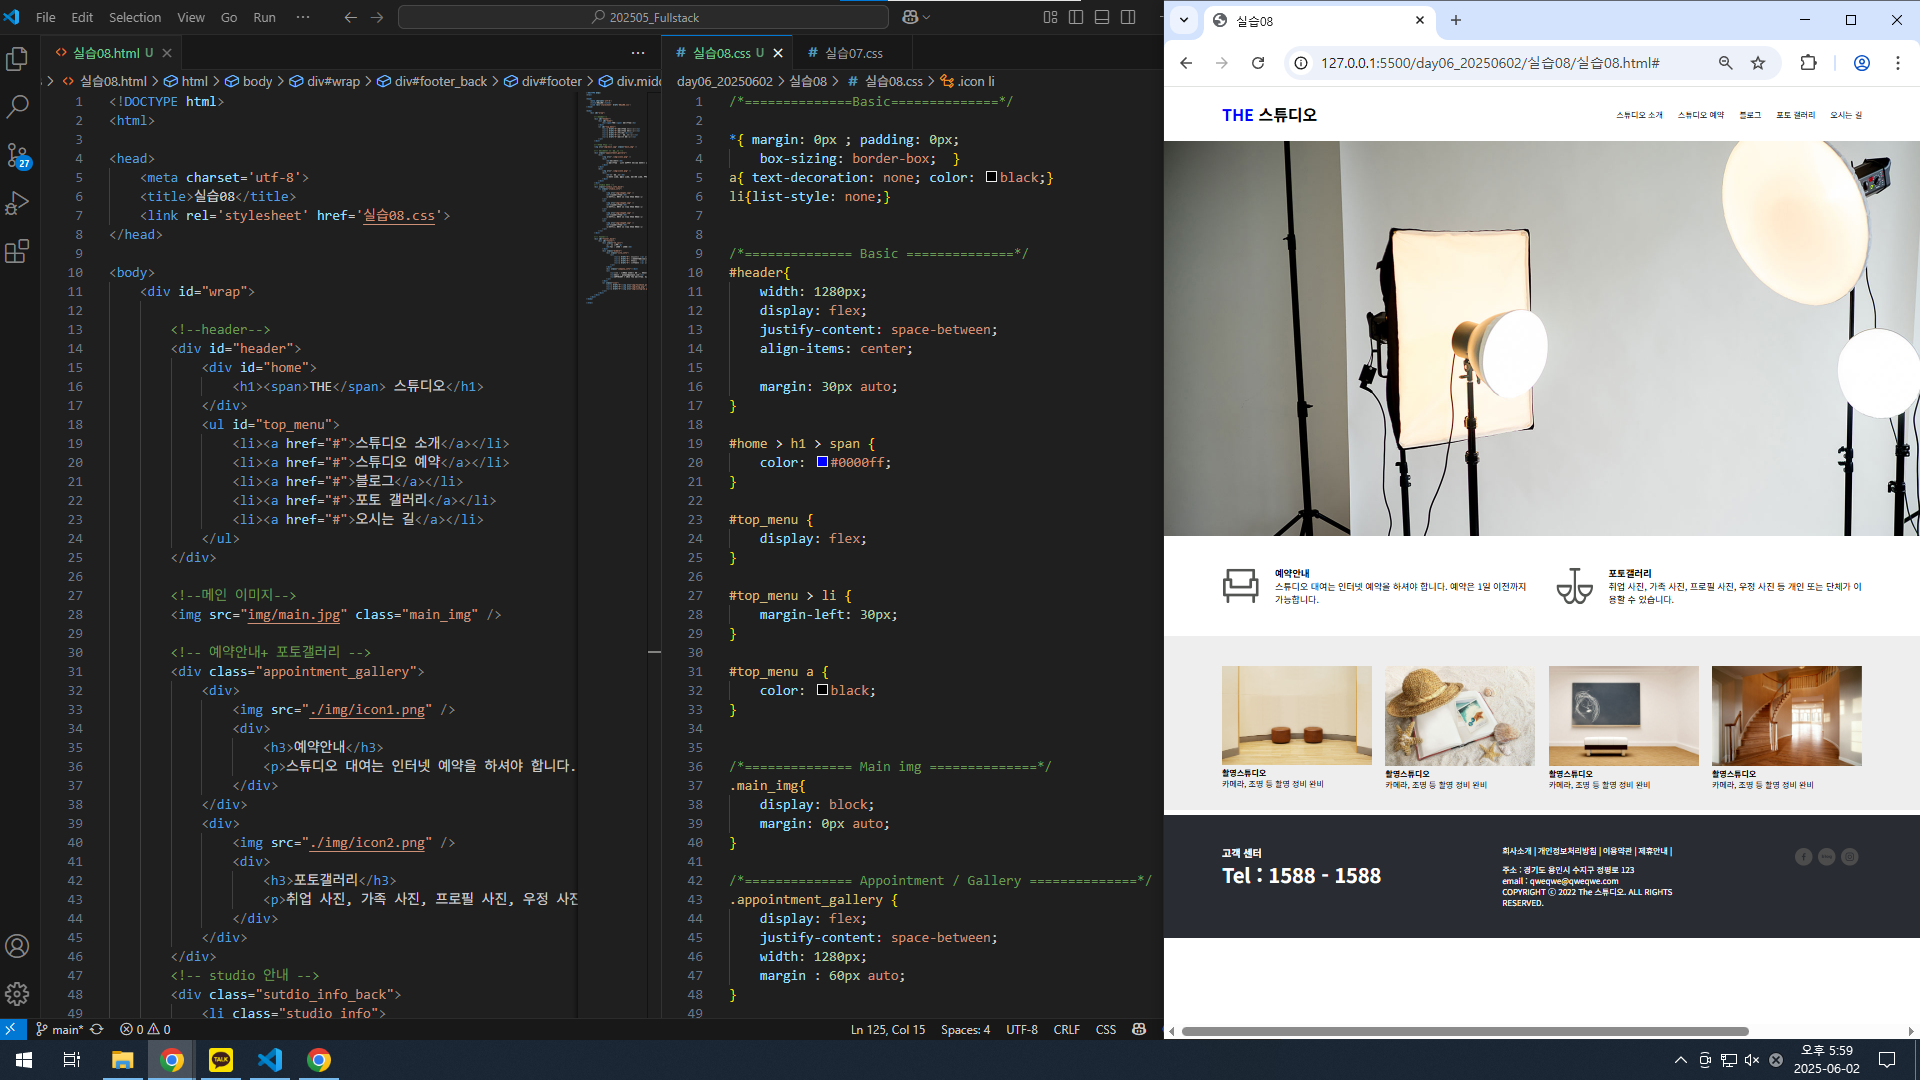 File Edit Selection View Go Run ··· 202505_Fullstack
실습08.html U
실습08.html > html > body > div#wrap > div#footer_back > div#footer > div.midd
1 <!DOCTYPE html>
2 <html>
3
4 <head>
5 <meta charset='utf-8'>
6 <title>실습08</title>
7 <link rel='stylesheet' href='실습08.css'>
8 </head>
9
10 <body>
11 <div id="wrap">
12
13 <!--header-->
14 <div id="header">
15 <div id="home">
16 <h1><span>THE</span> 스튜디오</h1>
17 </div>
18 <ul id="top_menu">
19 <li><a href="#">스튜디오 소개</a></li>
20 <li><a href="#">스튜디오 예약</a></li>
21 <li><a href="#">블로그</a></li>
22 <li><a href="#">포토 갤러리</a></li>
23 <li><a href="#">오시는 길</a></li>
24 </ul>
25 </div>
26
27 <!--메인 이미지-->
28 <img src="img/main.jpg" class="main_img" />
29
30 <!-- 예약안내+ 포토갤러리 -->
31 <div class="appointment_gallery">
32 <div>
33 <img src="./img/icon1.png" />
34 <div>
35 <h3>예약안내</h3>
36 <p>스튜디오 대여는 인터넷 예약을 하셔야 합니다.
37 </div>
38 </div>
39 <div>
40 <img src="./img/icon2.png" />
41 <div>
42 <h3>포토갤러리</h3>
43 <p>취업 사진, 가족 사진, 프로필 사진, 우정 사진
44 </div>
45 </div>
46 </div>
47 <!-- studio 안내 -->
48 <div class="sutdio_info_back">
49 <li class="studio_info">
# 실습08.css U
# 실습07.css
day06_20250602 > 실습08 > # 실습08.css > .icon li
1 /*==============Basic==============*/
2
3 *{ margin: 0px ; padding: 0px;
4 box-sizing: border-box; }
5 a{ text-decoration: none; color: black;}
6 li{list-style: none;}
7
8
9 /*============== Basic ==============*/
10 #header{
11 width: 1280px;
12 display: flex;
13 justify-content: space-between;
14 align-items: center;
15
16 margin: 30px auto;
17 }
18
19 #home > h1 > span {
20 color: #0000ff;
21 }
22
23 #top_menu {
24 display: flex;
25 }
26
27 #top_menu > li {
28 margin-left: 30px;
29 }
30
31 #top_menu a {
32 color: black;
33 }
34
35
36 /*============== Main img ==============*/
37 .main_img{
38 display: block;
39 margin: 0px auto;
40 }
41
42 /*============== Appointment / Gallery ==============*/
43 .appointment_gallery {
44 display: flex;
45 justify-content: space-between;
46 width: 1280px;
47 margin : 60px auto;
48 }
49
27
main* 0 0 Ln 125, Col 15 Spaces: 4 UTF-8 CRLF CSS
실습08
127.0.0.1:5500/day06_20250602/실습08/실습08.html#
THE 스튜디오
스튜디오 소개 스튜디오 예약 블로그 포토 갤러리 오시는 길
예약안내
스튜디오 대여는 인터넷 예약을 하셔야 합니다. 예약은 1일 이전까지
가능합니다.
포토갤러리
취업 사진, 가족 사진, 프로필 사진, 우정 사진 등 개인 또는 단체가 이
용할 수 있습니다.
촬영스튜디오
카메라, 조명 등 촬영 정비 완비
촬영스튜디오
카메라, 조명 등 촬영 정비 완비
촬영스튜디오
카메라, 조명 등 촬영 정비 완비
촬영스튜디오
카메라, 조명 등 촬영 정비 완비
고객 센터
Tel : 1588 - 1588
회사소개 | 개인정보처리방침 | 이용약관 | 제휴안내 |
주소 : 경기도 용인시 수지구 정평로 123
email : qweqwe@qweqwe.com
COPYRIGHT ⓒ 2022 The 스튜디오. ALL RIGHTS
RESERVED.
TALK
오후 5:59
2025-06-02